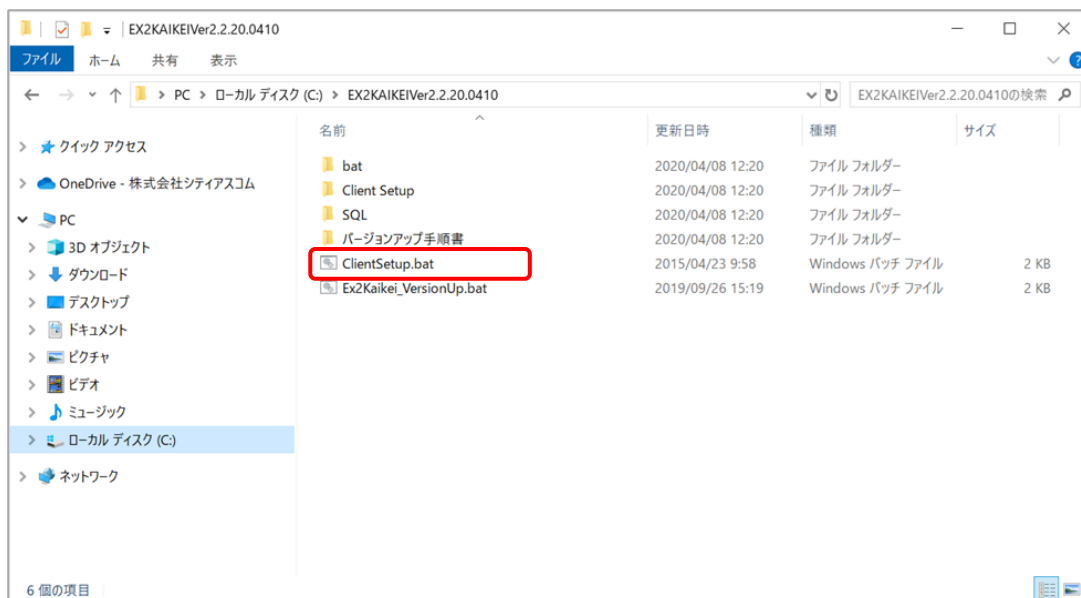 EX2KAIKEIVer2.2.20.0410
ファイル ホーム 共有 表示
PC ローカル ディスク (C:) EX2KAIKEIVer2.2.20.0410 EX2KAIKEIVer2.2.20.0410の検索
名前 更新日時 種類 サイズ
クイック アクセス
OneDrive - 株式会社シティアスコム
PC
3D オブジェクト
ダウンロード
デスクトップ
ドキュメント
ピクチャ
ビデオ
ミュージック
ローカル ディスク (C:)
ネットワーク
bat 2020/04/08 12:20 ファイル フォルダー
Client Setup 2020/04/08 12:20 ファイル フォルダー
SQL 2020/04/08 12:20 ファイル フォルダー
バージョンアップ手順書 2020/04/08 12:20 ファイル フォルダー
ClientSetup.bat 2015/04/23 9:58 Windows バッチ ファイル 2 KB
Ex2Kaikei_VersionUp.bat 2019/09/26 15:19 Windows バッチ ファイル 2 KB
6 個の項目